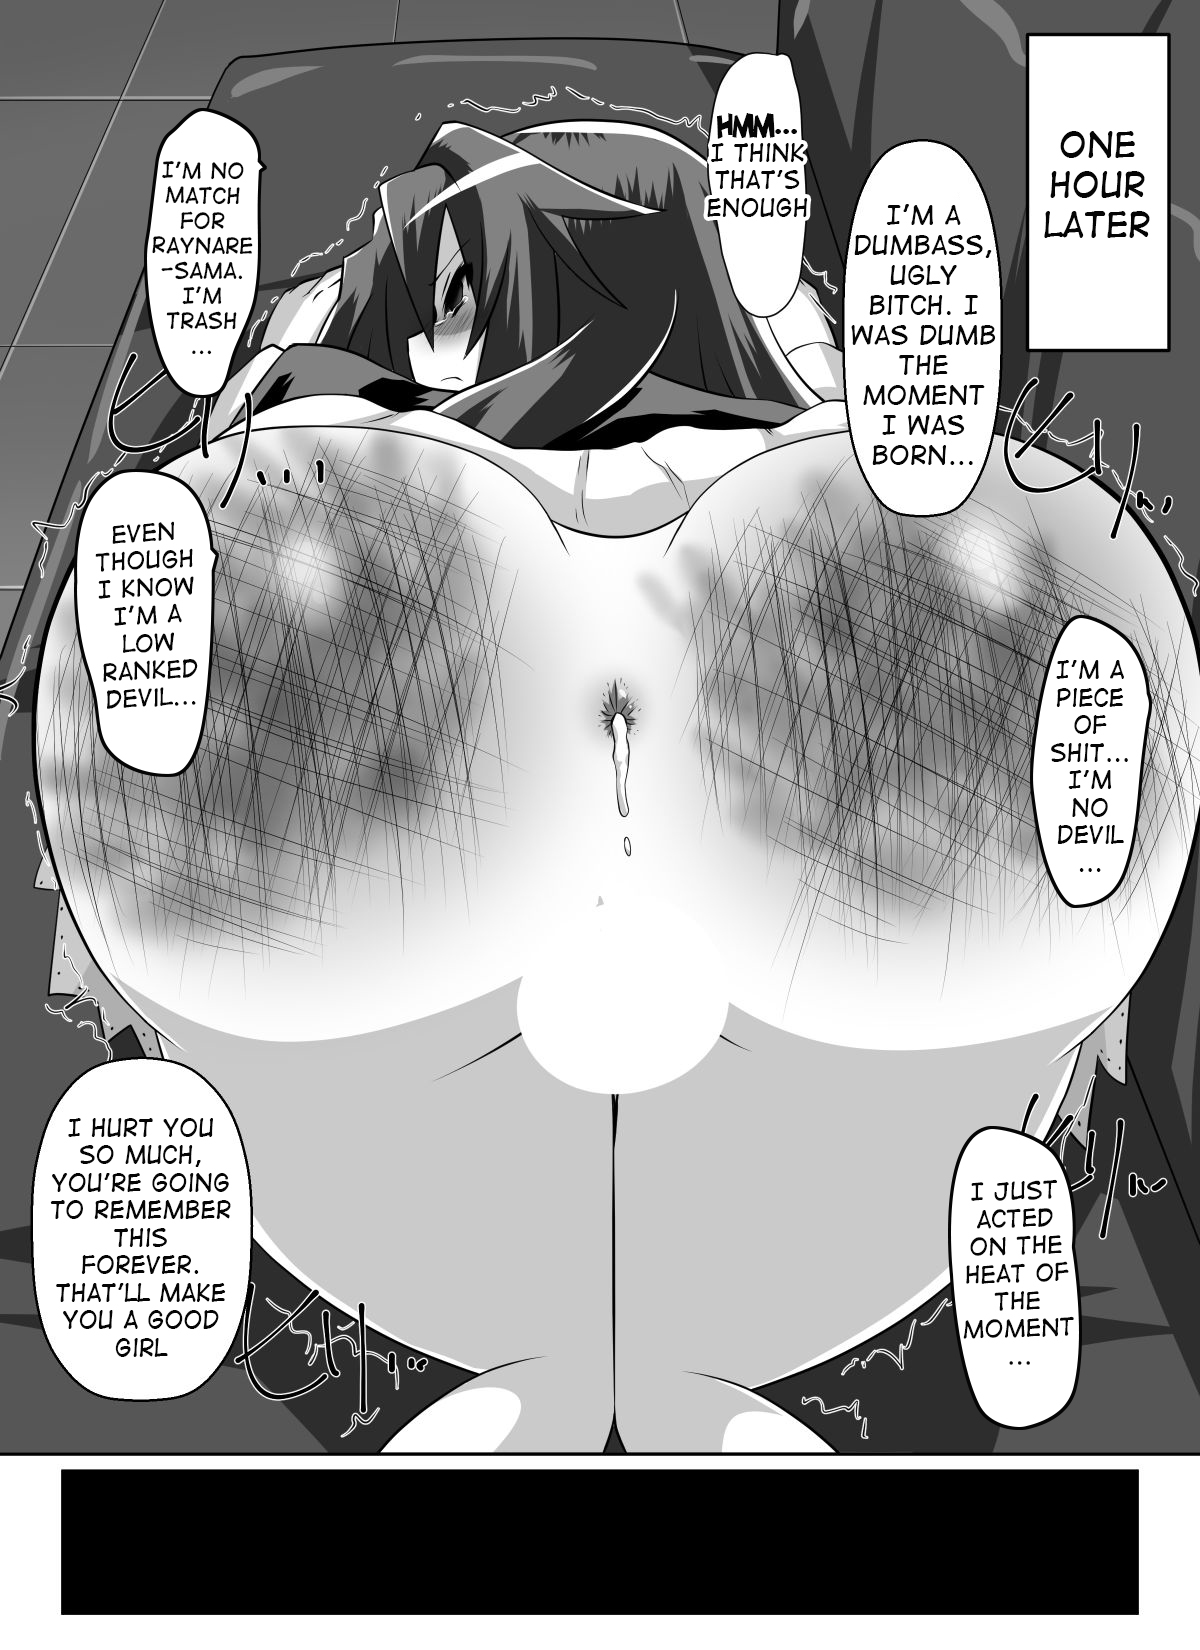 ONE
HOUR
LATER
HMM...
I THINK
THAT'S
ENOUGH
I'M A
DUMBASS,
UGLY
BITCH. I
WAS DUMB
THE
MOMENT
I WAS
BORN...
I'M NO
MATCH
FOR
RAYNARE
-SAMA.
I'M
TRASH
...
I'M A
PIECE
OF
SHIT...
I'M
NO
DEVIL
...
EVEN
THOUGH
I KNOW
I'M A
LOW
RANKED
DEVIL...
I JUST
ACTED
ON THE
HEAT OF
THE
MOMENT
...
I HURT YOU
SO MUCH,
YOU'RE GOING
TO REMEMBER
THIS
FOREVER.
THAT'LL MAKE
YOU A GOOD
GIRL